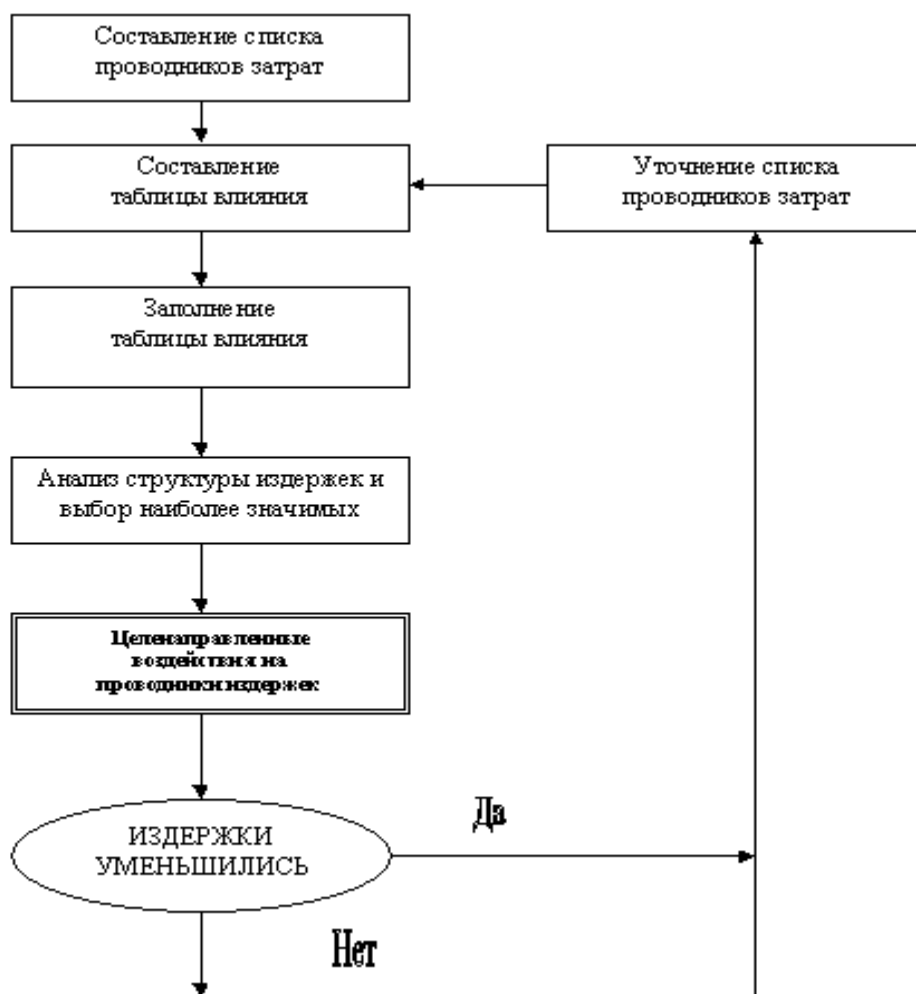 Составление списка
проводников затрат
Составление
таблицы влияния
Уточнение списка
проводников затрат
Заполнение
таблицы влияния
Анализ структуры издержек и
выбор наиболее значимых
Целенаправленные
воздействия на
проводники издержек
ИЗДЕРЖКИ
УМЕНЬШИЛИСЬ
Да
Нет